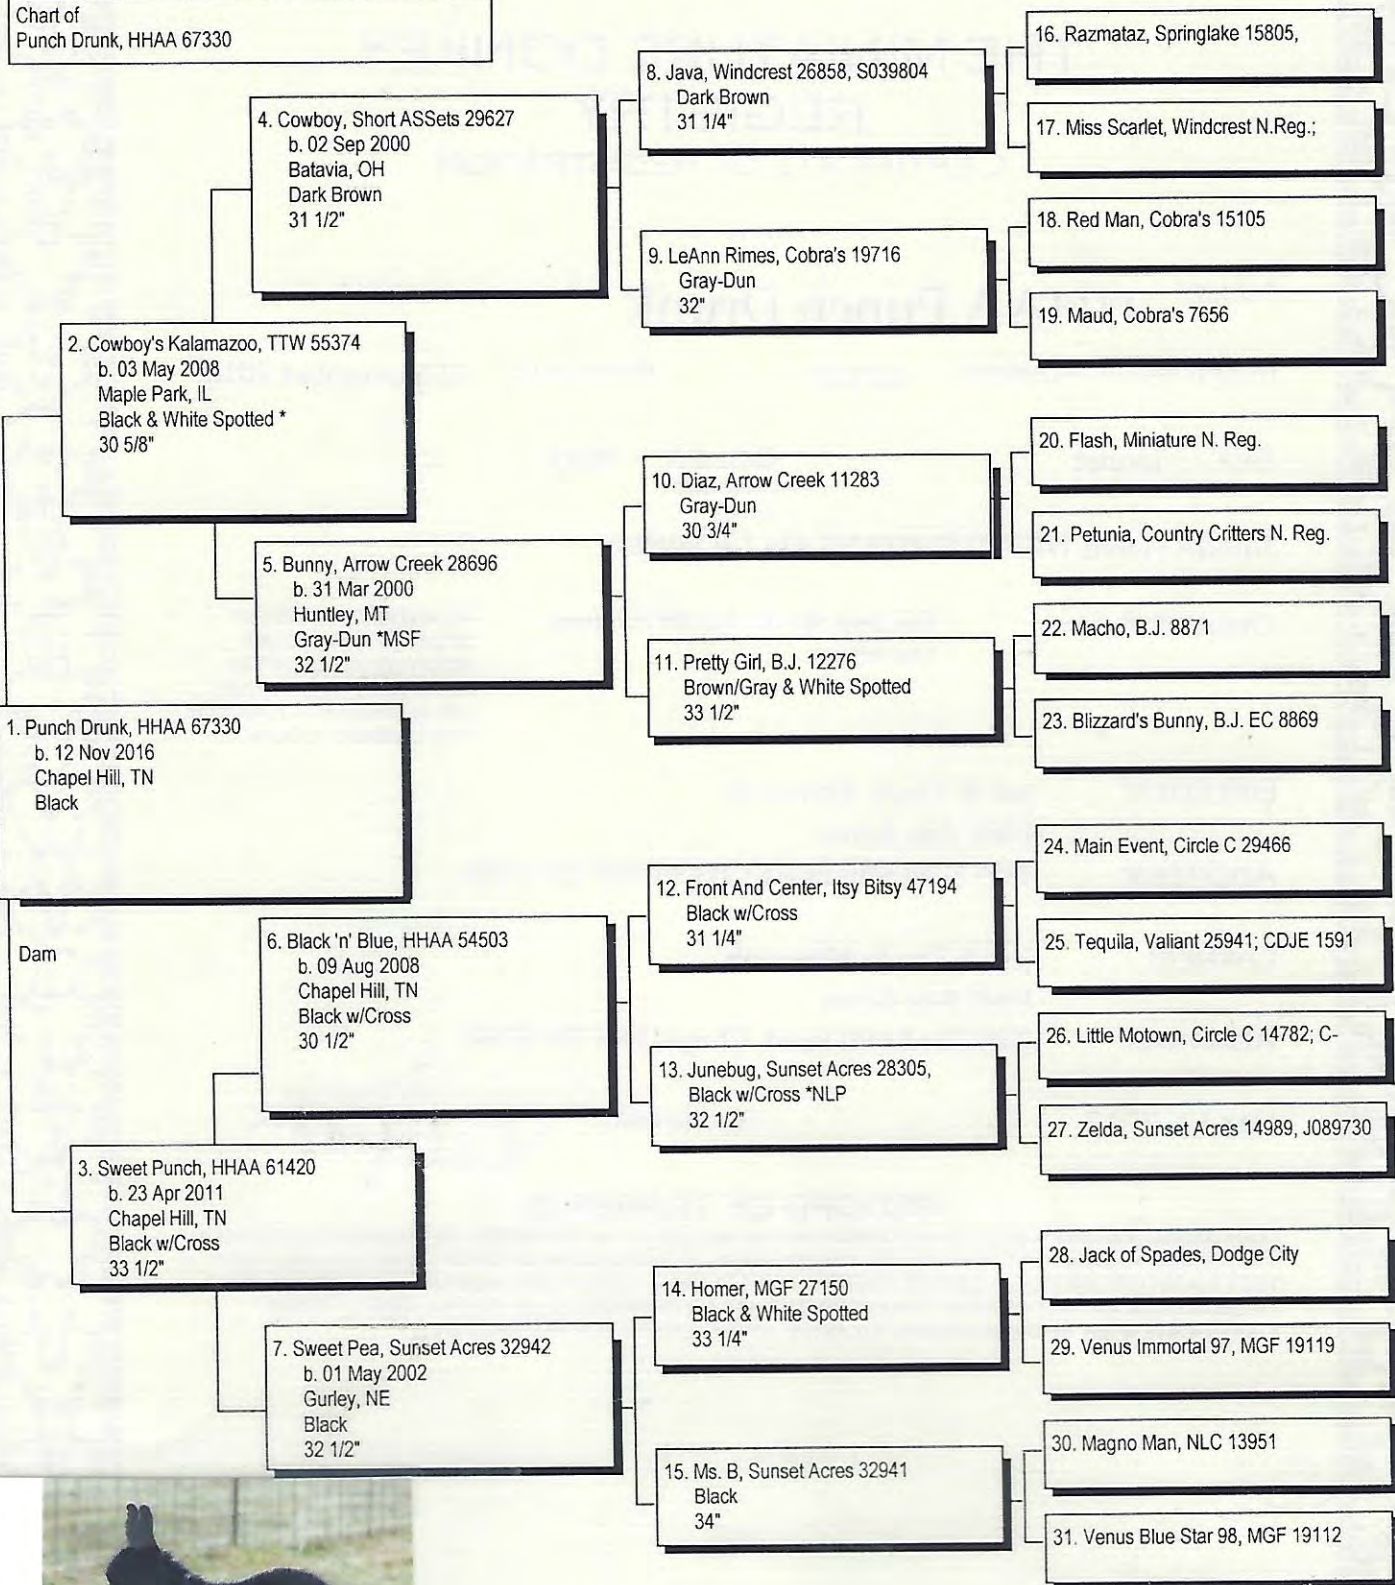 Chart of
Punch Drunk, HHAA 67330
1. Punch Drunk, HHAA 67330
b. 12 Nov 2016
Chapel Hill, TN
Black
2. Cowboy's Kalamazoo, TTW 55374
b. 03 May 2008
Maple Park, IL
Black & White Spotted *
30 5/8"
Dam
3. Sweet Punch, HHAA 61420
b. 23 Apr 2011
Chapel Hill, TN
Black w/Cross
33 1/2"
4. Cowboy, Short ASSets 29627
b. 02 Sep 2000
Batavia, OH
Dark Brown
31 1/2"
5. Bunny, Arrow Creek 28696
b. 31 Mar 2000
Huntley, MT
Gray-Dun *MSF
32 1/2"
6. Black 'n' Blue, HHAA 54503
b. 09 Aug 2008
Chapel Hill, TN
Black w/Cross
30 1/2"
7. Sweet Pea, Sunset Acres 32942
b. 01 May 2002
Gurley, NE
Black
32 1/2"
8. Java, Windcrest 26858, S039804
Dark Brown
31 1/4"
9. LeAnn Rimes, Cobra's 19716
Gray-Dun
32"
10. Diaz, Arrow Creek 11283
Gray-Dun
30 3/4"
11. Pretty Girl, B.J. 12276
Brown/Gray & White Spotted
33 1/2"
12. Front And Center, Itsy Bitsy 47194
Black w/Cross
31 1/4"
13. Junebug, Sunset Acres 28305,
Black w/Cross *NLP
32 1/2"
14. Homer, MGF 27150
Black & White Spotted
33 1/4"
15. Ms. B, Sunset Acres 32941
Black
34"
16. Razmataz, Springlake 15805,
17. Miss Scarlet, Windcrest N.Reg.;
18. Red Man, Cobra's 15105
19. Maud, Cobra's 7656
20. Flash, Miniature N. Reg.
21. Petunia, Country Critters N. Reg.
22. Macho, B.J. 8871
23. Blizzard's Bunny, B.J. EC 8869
24. Main Event, Circle C 29466
25. Tequila, Valiant 25941; CDJE 1591
26. Little Motown, Circle C 14782; C-
27. Zelda, Sunset Acres 14989, J089730
28. Jack of Spades, Dodge City
29. Venus Immortal 97, MGF 19119
30. Magno Man, NLC 13951
31. Venus Blue Star 98, MGF 19112